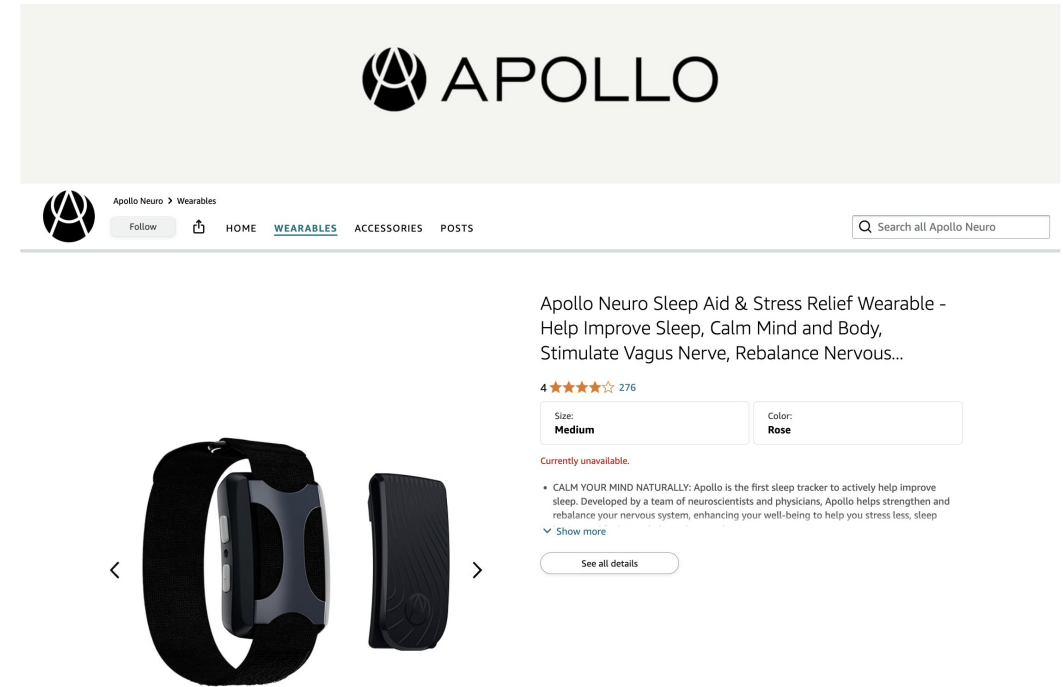 APOLLO
Apollo Neuro > Wearables
Follow
HOME WEARABLES ACCESSORIES POSTS
Search all Apollo Neuro
Apollo Neuro Sleep Aid & Stress Relief Wearable -
Help Improve Sleep, Calm Mind and Body,
Stimulate Vagus Nerve, Rebalance Nervous...
4 276
Size:
Medium
Color:
Rose
Currently unavailable.
• CALM YOUR MIND NATURALLY: Apollo is the first sleep tracker to actively help improve
sleep. Developed by a team of neuroscientists and physicians, Apollo helps strengthen and
rebalance your nervous system, enhancing your well-being to help you stress less, sleep
Show more
See all details